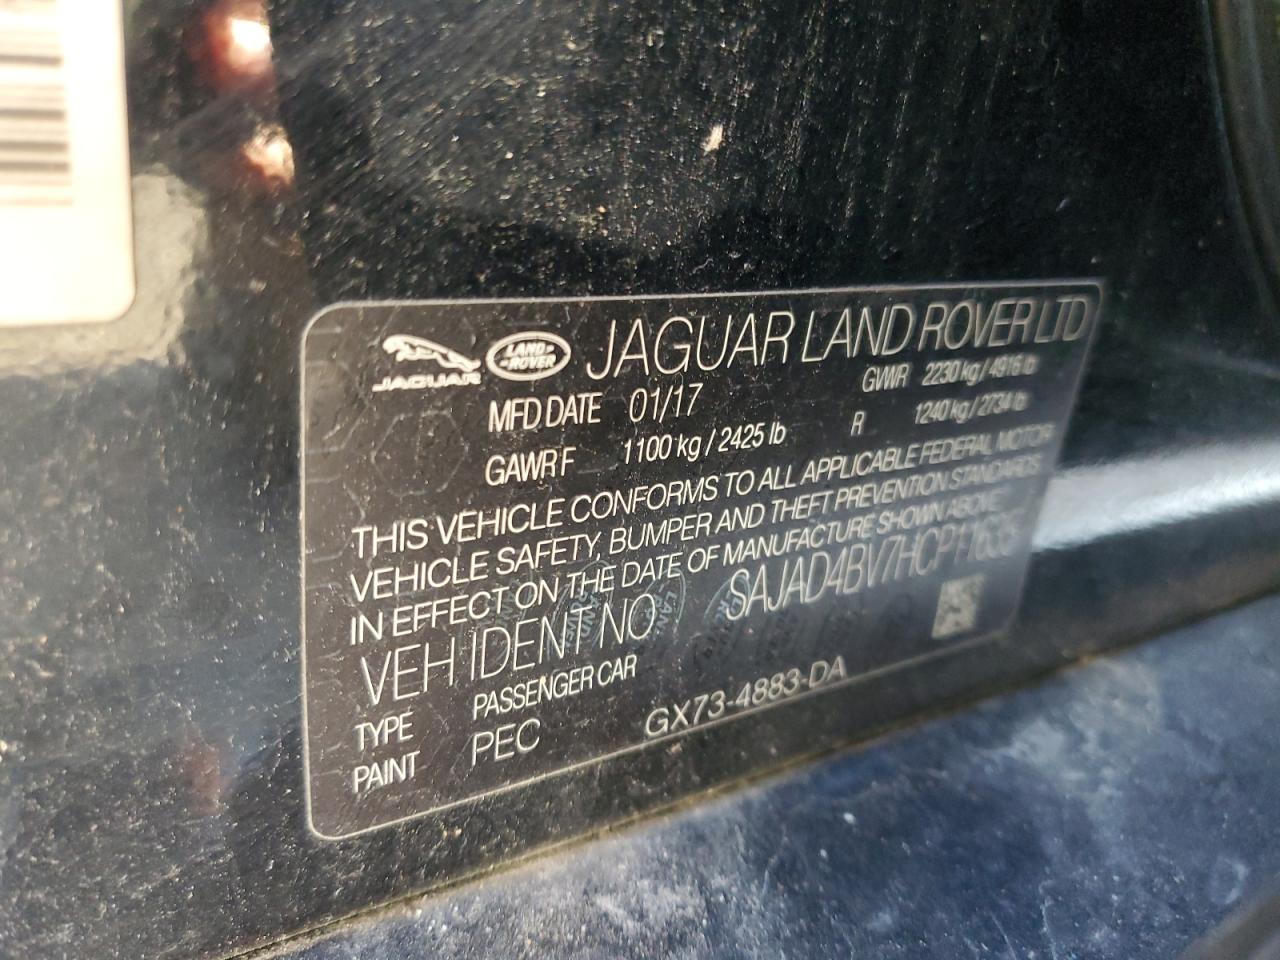 JAGUAR
LAND ROVER
JAGUAR LAND ROVER LTD
MFD DATE 01/17 GVWR 2230 kg / 4916 lb
GAWR F 1100 kg / 2425 lb R 1240 kg / 2734 lb
THIS VEHICLE CONFORMS TO ALL APPLICABLE FEDERAL MOTOR
VEHICLE SAFETY, BUMPER AND THEFT PREVENTION STANDARDS
IN EFFECT ON THE DATE OF MANUFACTURE SHOWN ABOVE
VEH IDENT NO
TYPE PASSENGER CAR
PAINT PEC GX73-4883-DA